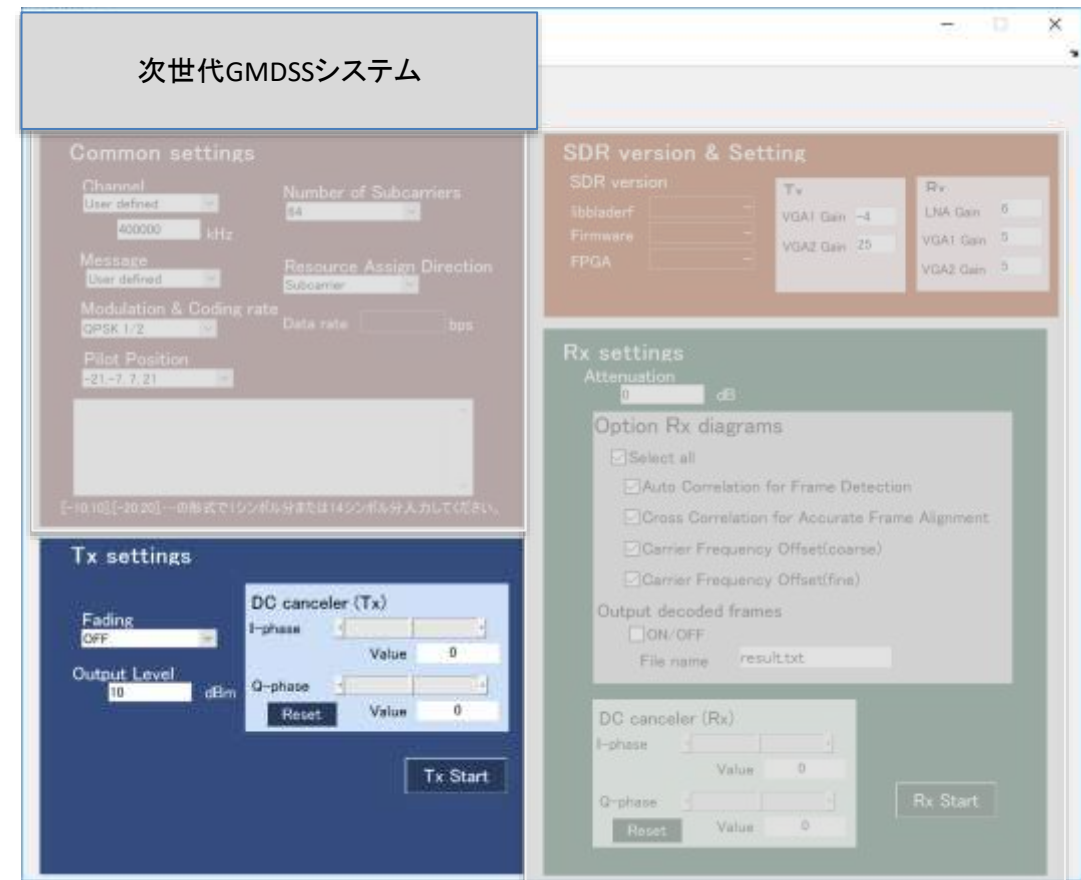 次世代GMDSSシステム
Common settings
Channel
User defined
400000 kHz
Number of Subcarriers
64
Message
User defined
Resource Assign Direction
Subcarrier
Modulation & Coding rate
QPSK 1/2
Data rate bps
Pilot Position
-21,-7, 7, 21
[-10,10],[-20,20],…の形式で1シンボル分または14シンボル分入力してください。
SDR version & Setting
SDR version
libbladerf --
Firmware --
FPGA --
Tx
VGA1 Gain -4
VGA2 Gain 25
Rx
LNA Gain 6
VGA1 Gain 5
VGA2 Gain 5
Tx settings
Fading
OFF
Output Level
10 dBm
DC canceler (Tx)
I-phase
Value 0
Q-phase
Reset Value 0
Tx Start
Rx settings
Attenuation
0 dB
Option Rx diagrams
Select all
Auto Correlation for Frame Detection
Cross Correlation for Accurate Frame Alignment
Carrier Frequency Offset(coarse)
Carrier Frequency Offset(fine)
Output decoded frames
ON/OFF
File name result.txt
DC canceler (Rx)
I-phase
Value 0
Q-phase
Reset Value 0
Rx Start